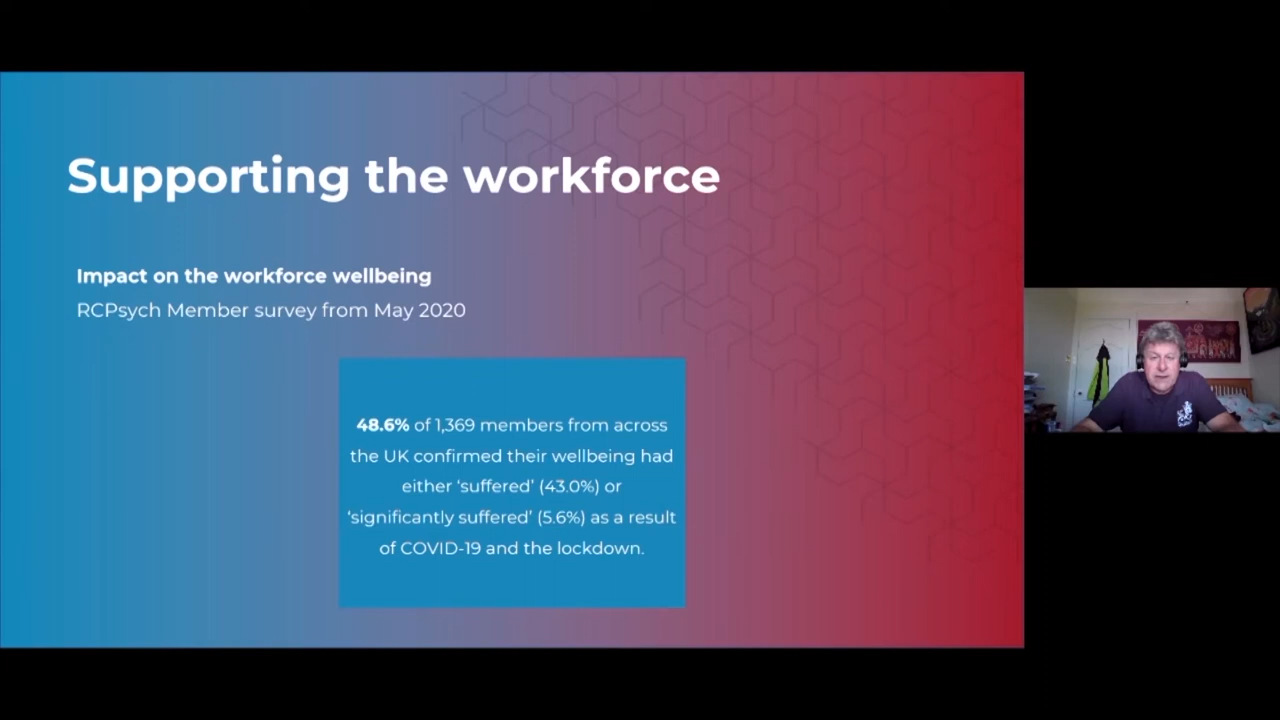 Supporting the workforce
Impact on the workforce wellbeing
RCPsych Member survey from May 2020
48.6% of 1,369 members from across
the UK confirmed their wellbeing had
either ‘suffered’ (43.0%) or
‘significantly suffered’ (5.6%) as a result
of COVID-19 and the lockdown.